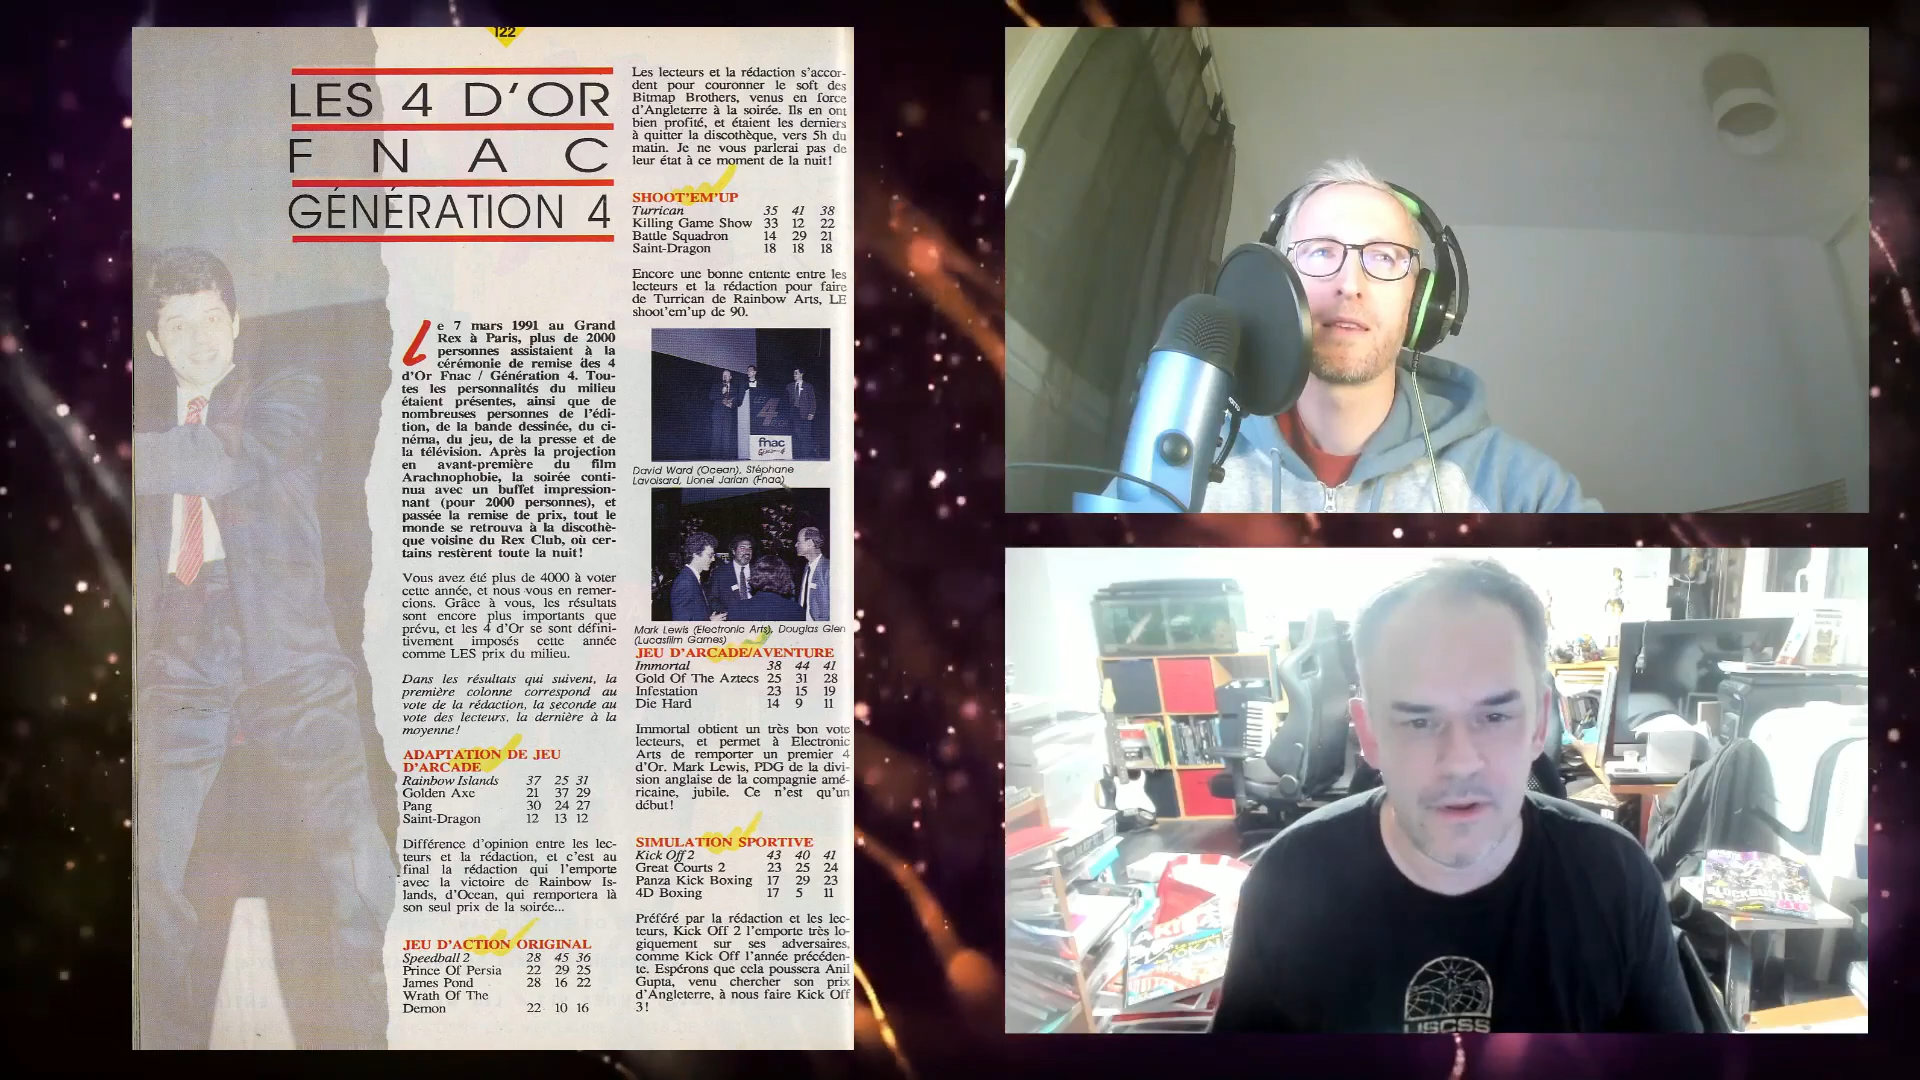 122
LES 4 D'OR
FNAC
GÉNÉRATION 4
Le 7 mars 1991 au Grand
Rex à Paris, plus de 2000
personnes assistaient à la
cérémonie de remise des 4
d'Or Fnac / Génération 4. Tou-
tes les personnalités du milieu
étaient présentes, ainsi que de
nombreuses personnes de l'édi-
tion, de la bande dessinée, du ci-
néma, du jeu, de la presse et de
la télévision. Après la projection
en avant-première du film
Arachnophobie, la soirée conti-
nua avec un buffet impression-
nant (pour 2000 personnes), et
passée la remise de prix, tout le
monde se retrouva à la discothè-
que voisine du Rex Club, où cer-
tains restèrent toute la nuit!
Vous avez été plus de 4000 à voter
cette année, et nous vous en remer-
cions. Grâce à vous, les résultats
sont encore plus importants que
prévu, et les 4 d'Or se sont défini-
tivement imposés cette année
comme LES prix du milieu.
Dans les résultats qui suivent, la
première colonne correspond au
vote de la rédaction, la seconde au
vote des lecteurs, la dernière à la
moyenne!
ADAPTATION DE JEU
D'ARCADE
Rainbow Islands 37 25 31
Golden Axe 21 37 29
Pang 30 24 27
Saint-Dragon 12 13 12
Différence d'opinion entre les lec-
teurs et la rédaction, et c'est au
final la rédaction qui l'emporte
avec la victoire de Rainbow Is-
lands, d'Ocean, qui remportera là
son seul prix de la soirée...
JEU D'ACTION ORIGINAL
Speedball 2 28 45 36
Prince Of Persia 22 29 25
James Pond 28 16 22
Wrath Of The
Demon 22 10 16
Les lecteurs et la rédaction s'accor-
dent pour couronner le soft des
Bitmap Brothers, venus en force
d'Angleterre à la soirée. Ils en ont
bien profité, et étaient les derniers
à quitter la discothèque, vers 5h du
matin. Je ne vous parlerai pas de
leur état à ce moment de la nuit!
SHOOT'EM'UP
Turrican 35 41 38
Killing Game Show 33 12 22
Battle Squadron 14 29 21
Saint-Dragon 18 18 18
Encore une bonne entente entre les
lecteurs et la rédaction pour faire
de Turrican de Rainbow Arts, LE
shoot'em'up de 90.
4
fnac
David Ward (Ocean), Stéphane
Lavoisard, Lionel Jarlan (Fnac)
Mark Lewis (Electronic Arts), Douglas Glen
(Lucasfilm Games)
JEU D'ARCADE/AVENTURE
Immortal 38 44 41
Gold Of The Aztecs 25 31 28
Infestation 23 15 19
Die Hard 14 9 11
Immortal obtient un très bon vote
lecteurs, et permet à Electronic
Arts de remporter un premier 4
d'Or. Mark Lewis, PDG de la divi-
sion anglaise de la compagnie amé-
ricaine, jubile. Ce n'est qu'un
début!
SIMULATION SPORTIVE
Kick Off 2 43 40 41
Great Courts 2 23 25 24
Panza Kick Boxing 17 29 23
4D Boxing 17 5 11
Préféré par la rédaction et les lec-
teurs, Kick Off 2 l'emporte très lo-
giquement sur ses adversaires,
comme Kick Off l'année précéden-
te. Espérons que cela poussera Anil
Gupta, venu chercher son prix
d'Angleterre, à nous faire Kick Off
3!
BLOCKBUSTER
USCSS